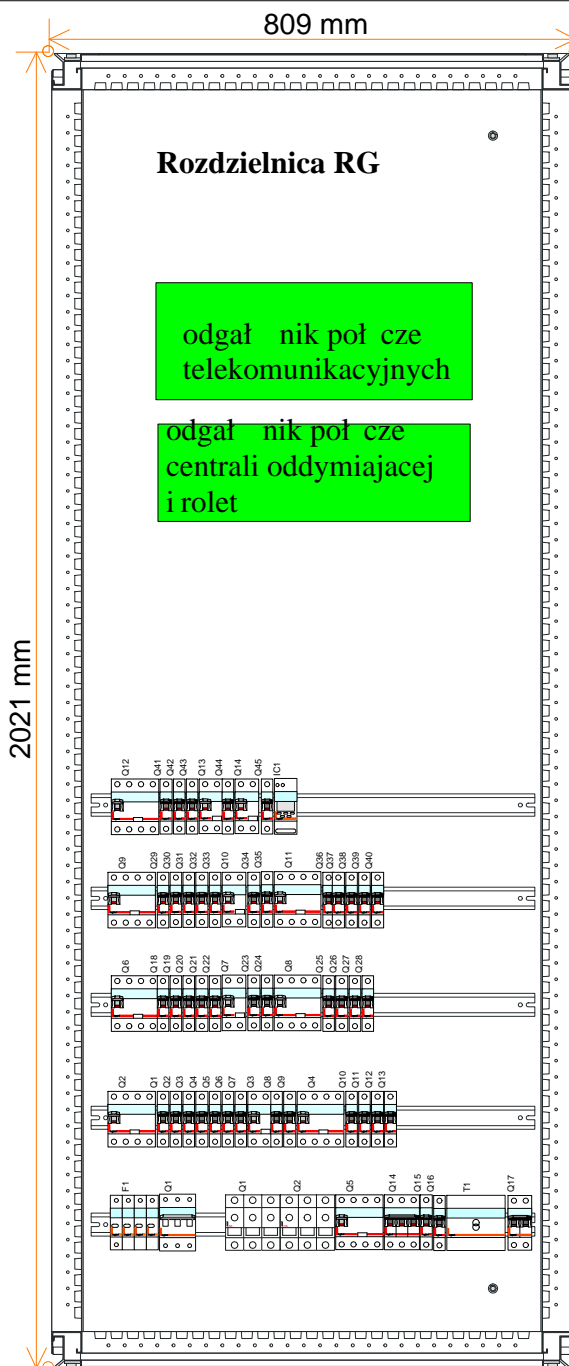 809 mm
2021 mm
Rozdzielnica RG
odgał nik poł cze
telekomunikacyjnych
odgał nik poł cze
centrali oddymiajacej
i rolet
Q12 Q41 Q42 Q43 Q13 Q44 Q14 Q45 IC1
Q9 Q29 Q30 Q31 Q32 Q33 Q10 Q34 Q35 Q11 Q36 Q37 Q38 Q39 Q40
Q6 Q18 Q19 Q20 Q21 Q22 Q7 Q23 Q24 Q8 Q25 Q26 Q27 Q28
Q2 Q1 Q2 Q3 Q4 Q5 Q6 Q7 Q3 Q8 Q9 Q4 Q10 Q11 Q12 Q13
F1 Q1 Q1 Q2 Q5 Q14 Q15 Q16 T1 Q17